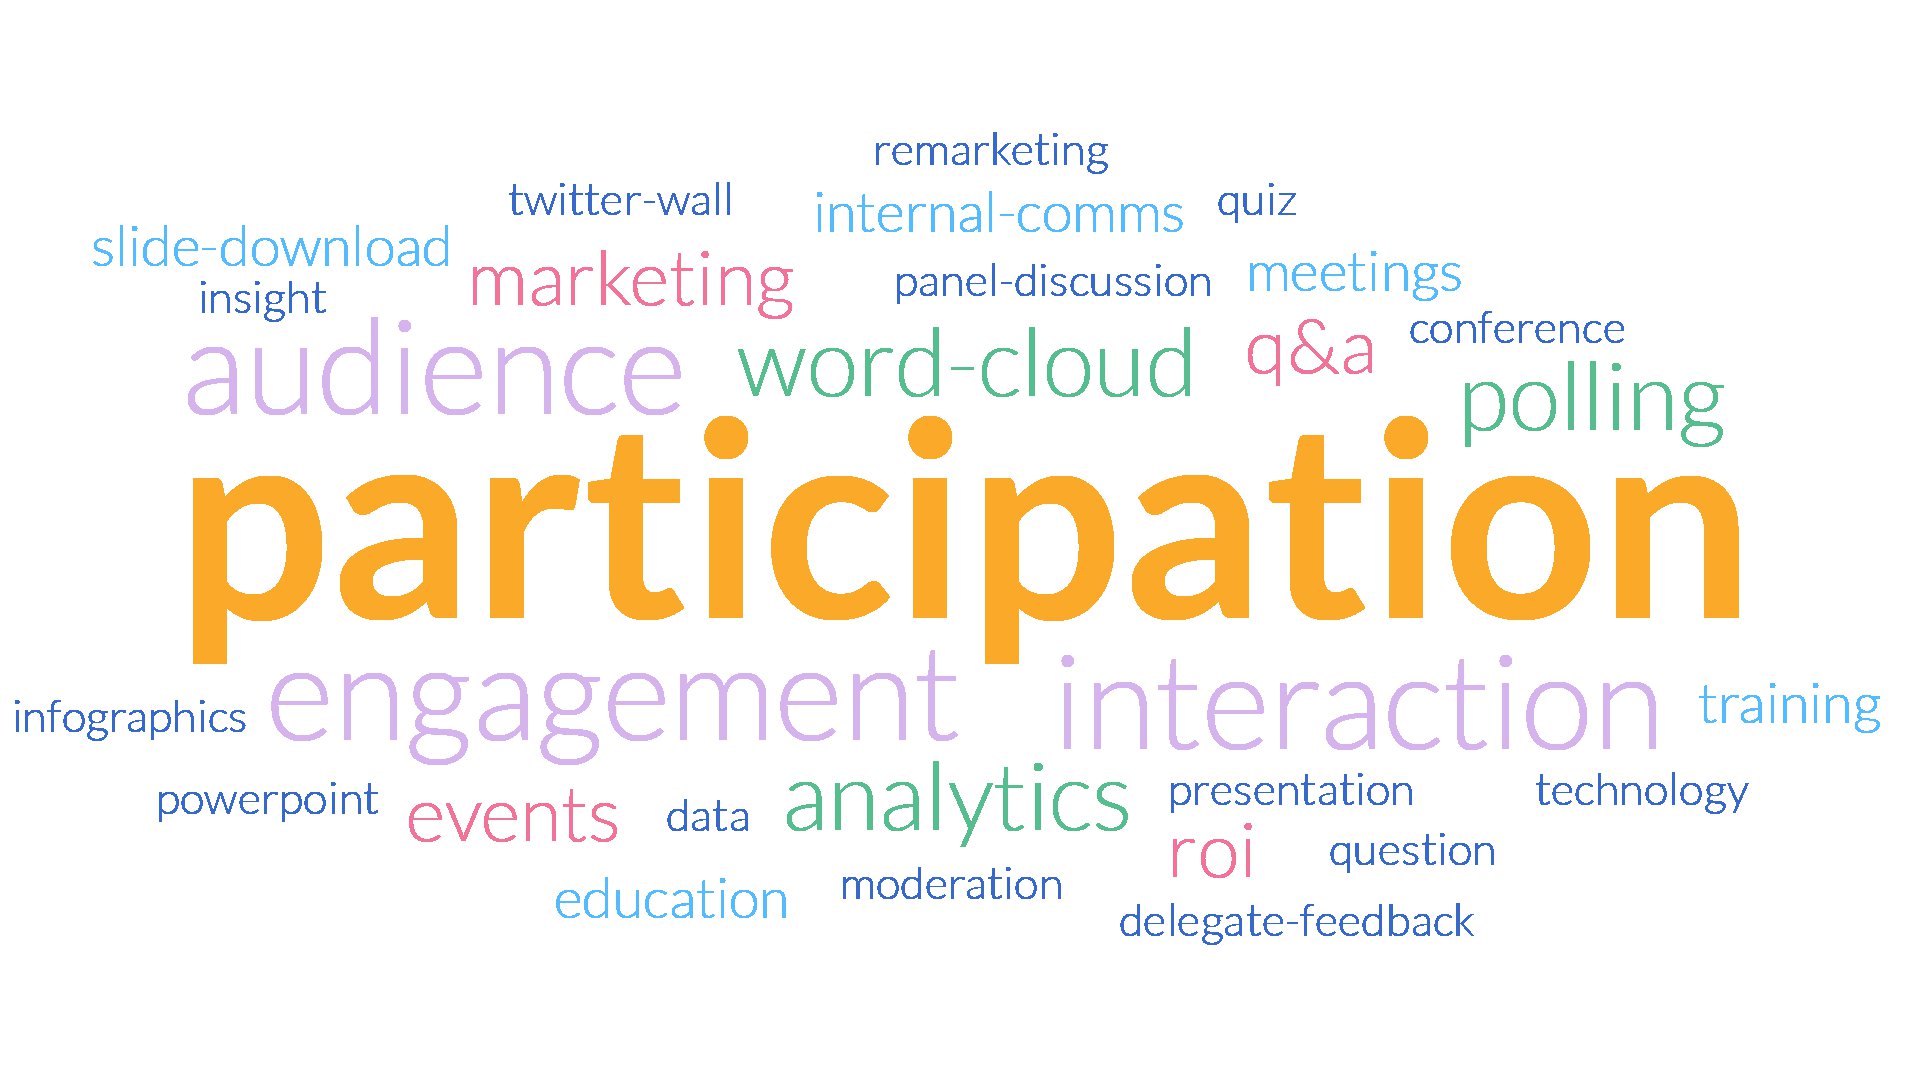 remarketing
twitter-wall internal-comms quiz
slide-download marketing panel-discussion meetings
insight conference
audience word-cloud q&a polling
participation
infographics engagement interaction training
powerpoint events data analytics presentation technology
roi question
education moderation
delegate-feedback